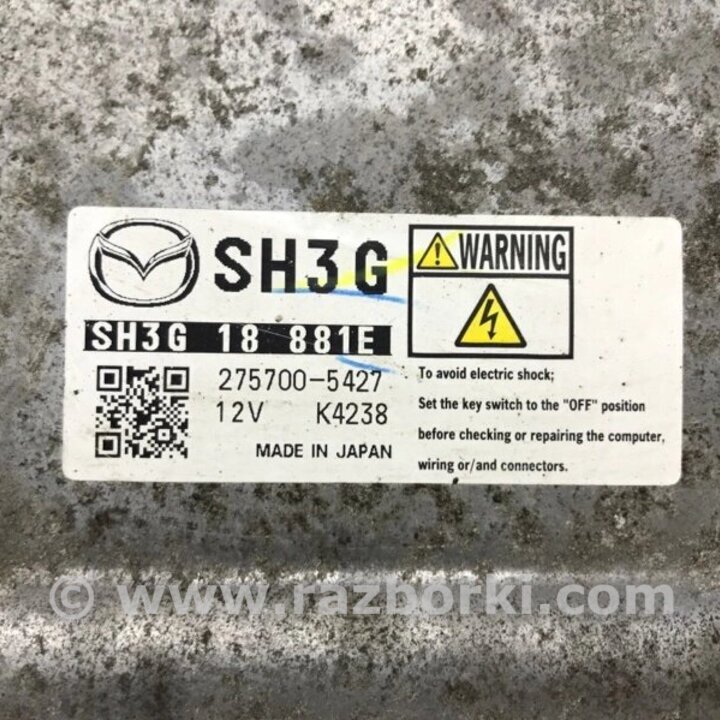 SH3G
SH3G 18 881E
275700-5427
12V K4238
MADE IN JAPAN
WARNING
To avoid electric shock;
Set the key switch to the "OFF" position
before checking or repairing the computer,
wiring or/and connectors.
© www.razborki.com